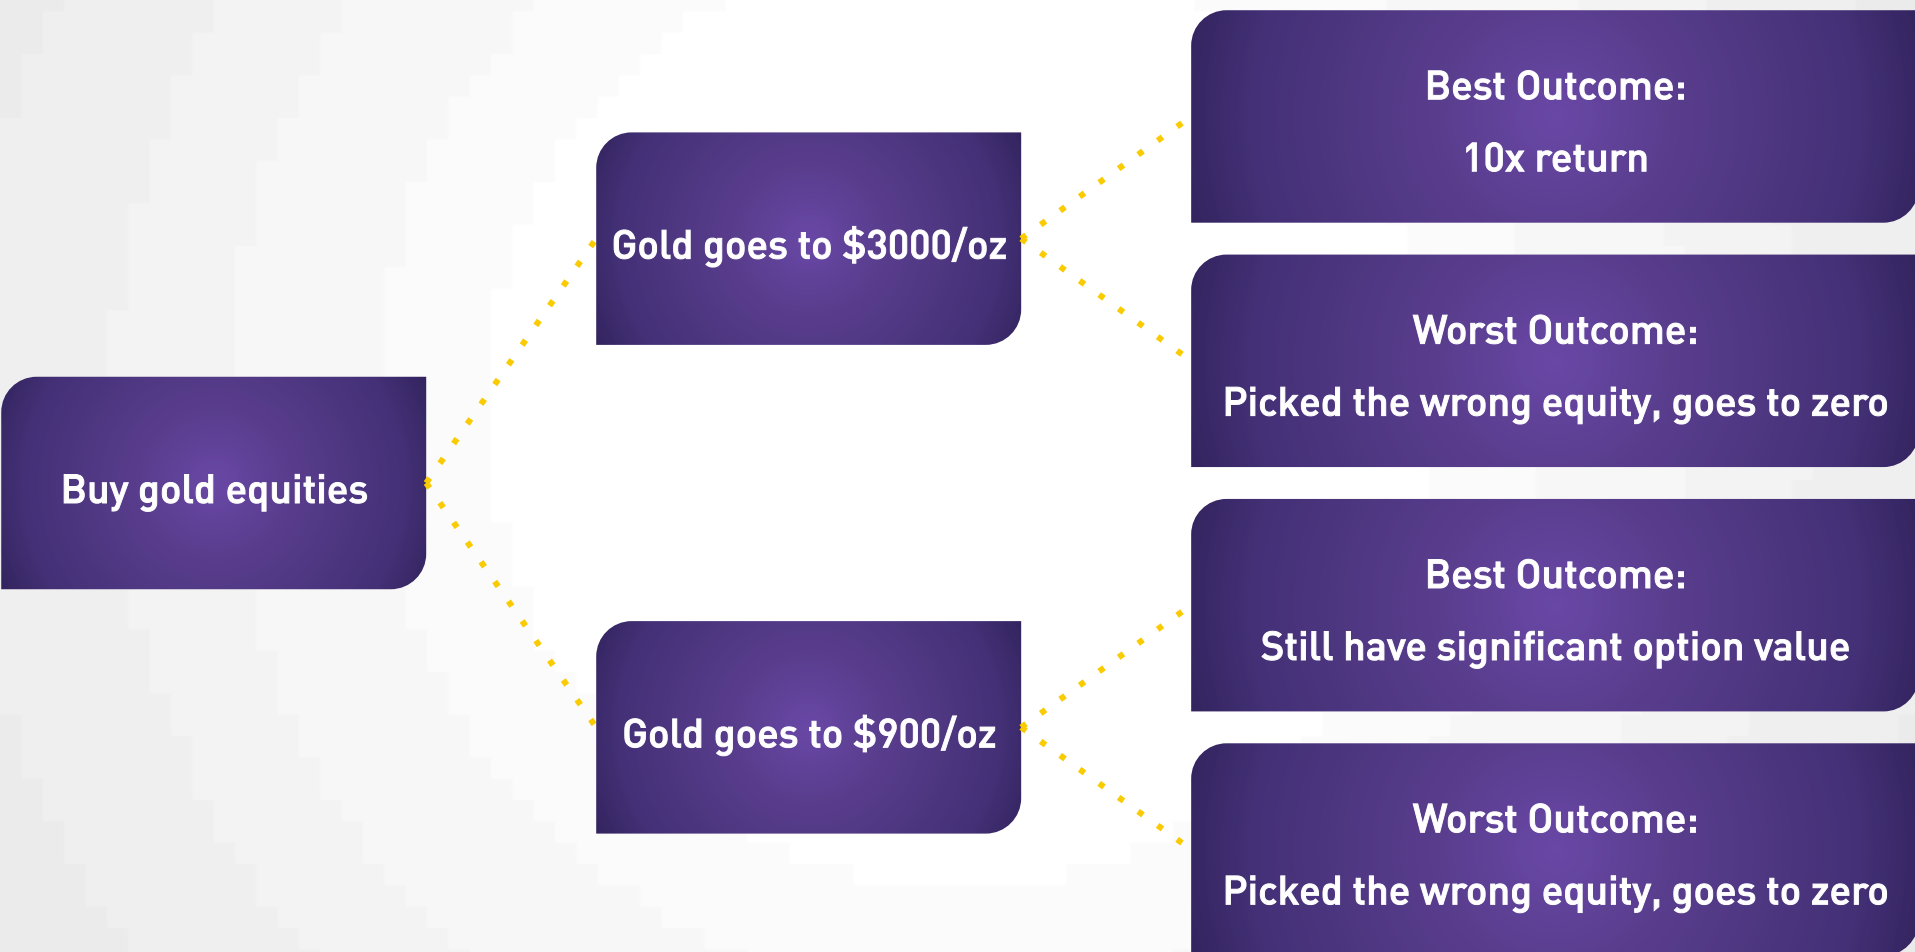 Buy gold equities
Gold goes to $3000/oz
Best Outcome:
10x return
Worst Outcome:
Picked the wrong equity, goes to zero
Gold goes to $900/oz
Best Outcome:
Still have significant option value
Worst Outcome:
Picked the wrong equity, goes to zero